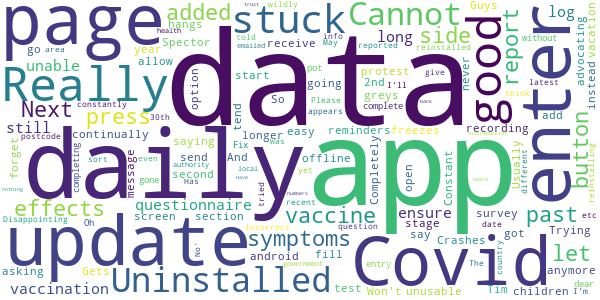 page added hangs stuck Cannot Guys wildly trust health told emailed info reported reinstalled
go area Spector side log
unable year receive long May vacation without
allow option protest never give instead advocating
Really data good report
Next start pot 2nd I'll latest
postcode So going greys complete back add think
press constantly 30th tend Please appears recording
still daily app enter button
continually saying And longer easy reminders freezes Usually
forget completing message send Fix was offline Completely open Constant different reinstalling
effects sort even authority second Has local tried have recent
questionnaire vaccine ensure past
nothing gone screen section numbers stage survey etc
Disappointing Oh incorrect question say date let
update symptoms Crashes The got Trying
asking Gets No' android fill entry country anymore
vaccination Uninstalled test government Covid Won't unusable Tim children I'm dear